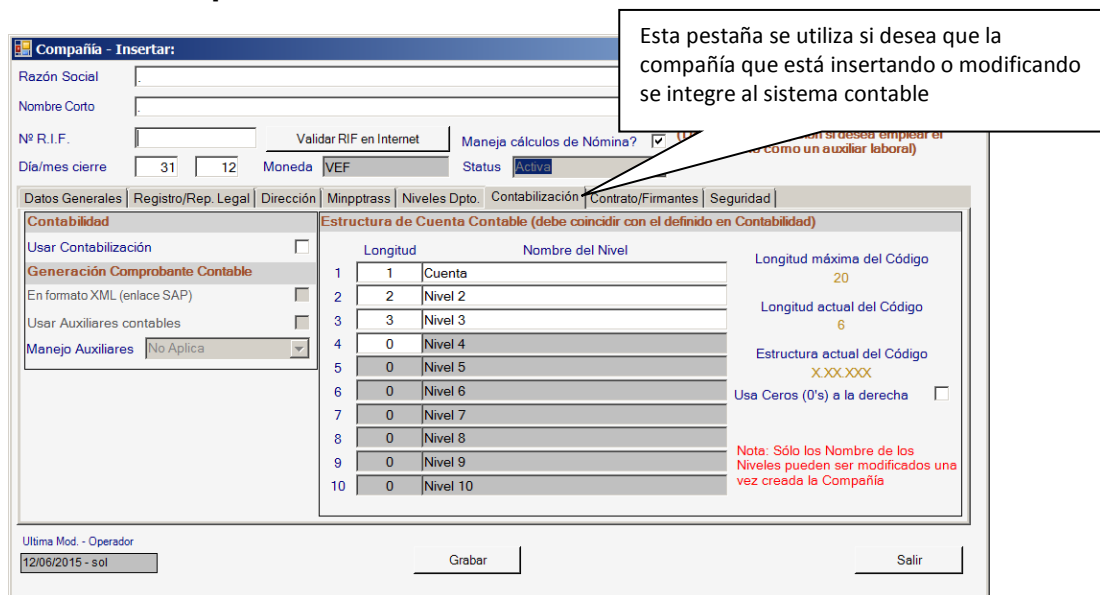 Esta pestaña se utiliza si desea que la
compañía que está insertando o modificando
se integre al sistema contable
Compañía - Insertar:
Razón Social .
Nombre Corto .
Nº R.I.F. Validar RIF en Internet Maneja cálculos de Nómina?
si desea emplear el
como un auxiliar laboral)
Día/mes cierre 31 12 Moneda VEF Status Activa
Datos Generales Registro/Rep. Legal Dirección Minpptrass Niveles Dpto. Contabilización Contrato/Firmantes Seguridad
Contabilidad
Usar Contabilización
Generación Comprobante Contable
En formato XML (enlace SAP)
Usar Auxiliares contables
Manejo Auxiliares No Aplica
Estructura de Cuenta Contable (debe coincidir con el definido en Contabilidad)
Longitud Nombre del Nivel
1 1 Cuenta
2 2 Nivel 2
3 3 Nivel 3
4 0 Nivel 4
5 0 Nivel 5
6 0 Nivel 6
7 0 Nivel 7
8 0 Nivel 8
9 0 Nivel 9
10 0 Nivel 10
Longitud máxima del Código
20
Longitud actual del Código
6
Estructura actual del Código
X.XX.XXX
Usa Ceros (0's) a la derecha
Nota: Sólo los Nombre de los
Niveles pueden ser modificados una
vez creada la Compañía
Ultima Mod. - Operador
12/06/2015 - sol
Grabar Salir